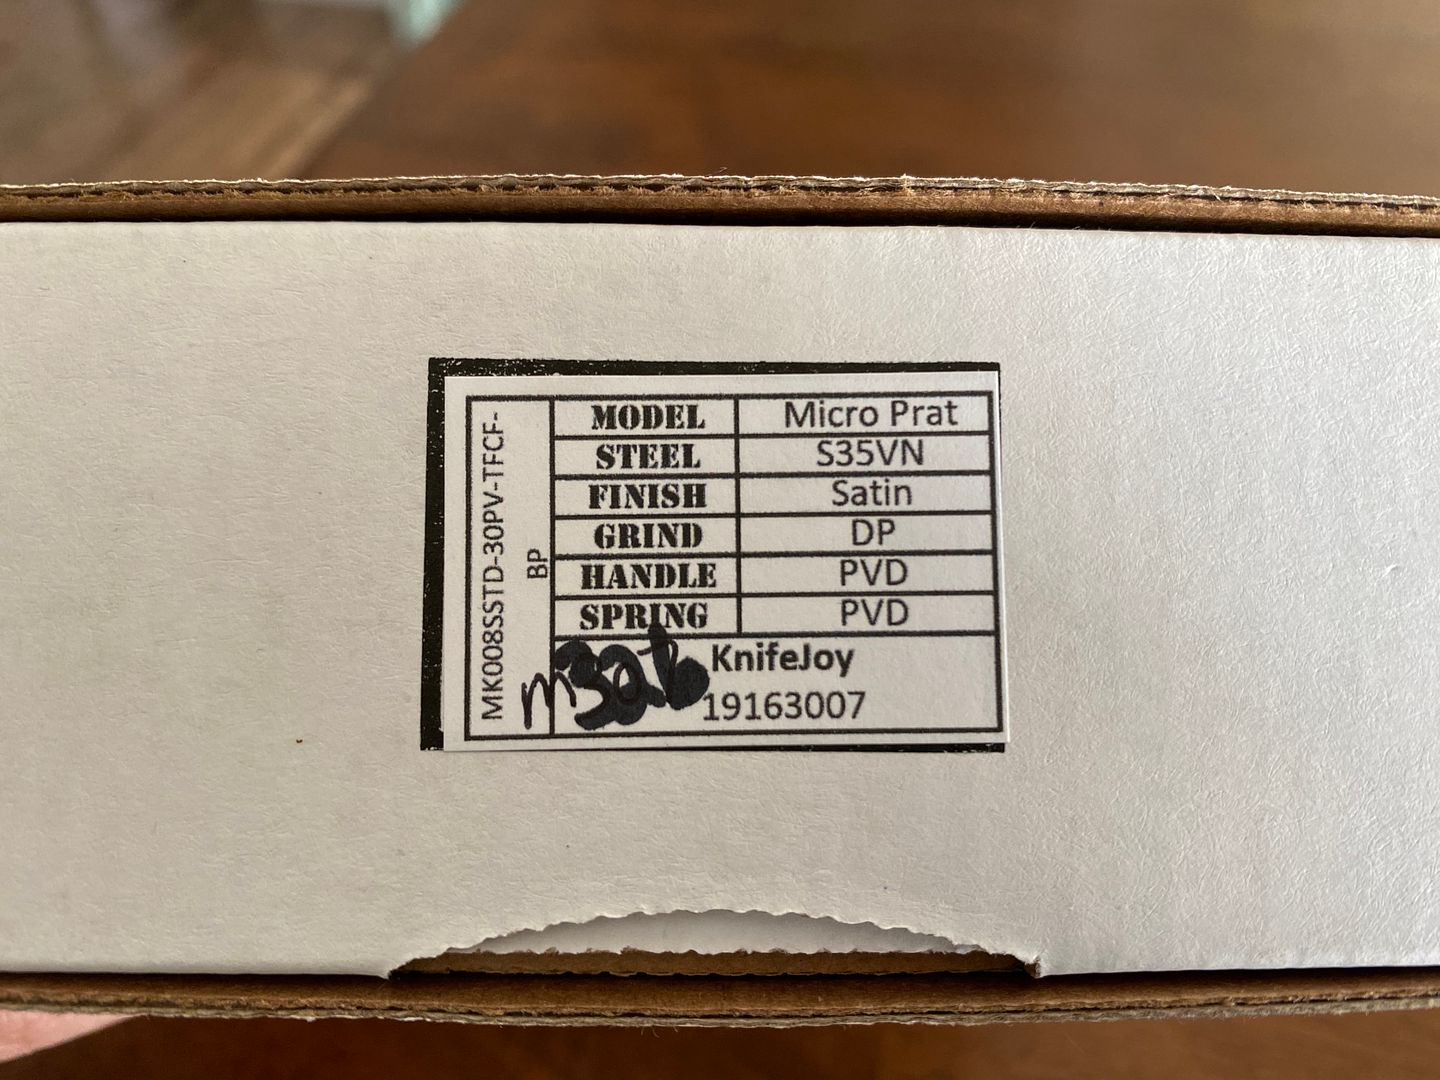 MK008SSTD-30PV-TFCF-
BP
MODEL Micro Prat
STEEL S35VN
FINISH Satin
GRIND DP
HANDLE PVD
SPRING PVD
KnifeJoy
19163007